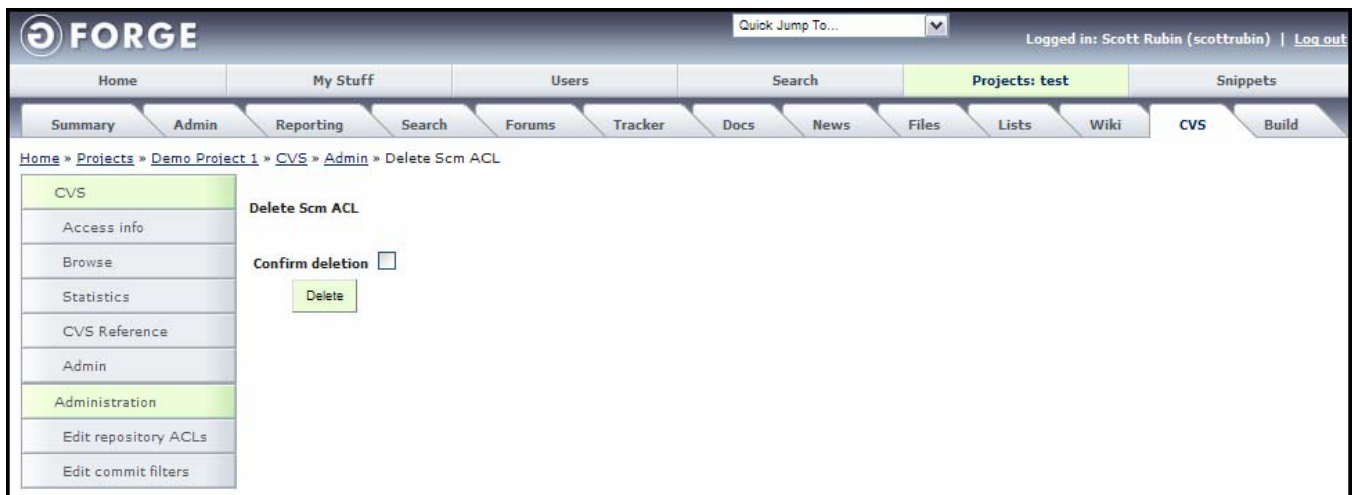 GFORGE
Quick Jump To...
Logged in: Scott Rubin (scottrubin) | Log out
Home My Stuff Users Search Projects: test Snippets
Summary Admin Reporting Search Forums Tracker Docs News Files Lists Wiki CVS Build
Home » Projects » Demo Project 1 » CVS » Admin » Delete Scm ACL
CVS
Access info
Browse
Statistics
CVS Reference
Admin
Administration
Edit repository ACLs
Edit commit filters
Delete Scm ACL
Confirm deletion
Delete